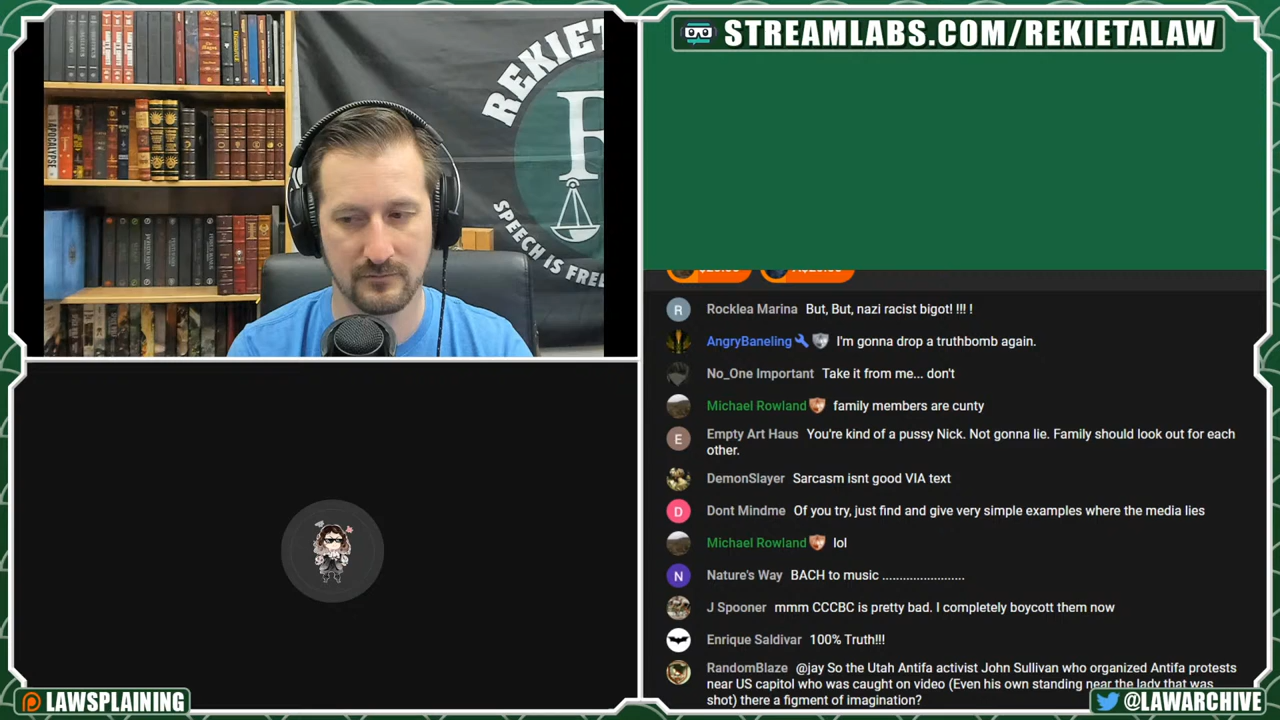 STREAMLABS.COM/REKIETALAW
REKIET
R
SPEECH IS FREE
APOCALYPSE
Rocklea Marina But, But, nazi racist bigot! !!! !
AngryBaneling I'm gonna drop a truthbomb again.
No_One Important Take it from me... don't
Michael Rowland family members are cunty
E Empty Art Haus You're kind of a pussy Nick. Not gonna lie. Family should look out for each
other.
DemonSlayer Sarcasm isnt good VIA text
D Dont Mindme Of you try, just find and give very simple examples where the media lies
Michael Rowland lol
N Nature's Way BACH to music ........................
J Spooner mmm CCCBC is pretty bad. I completely boycott them now
Enrique Saldivar 100% Truth!!!
RandomBlaze @jay So the Utah Antifa activist John Sullivan who organized Antifa protests
near US capitol who was caught on video (Even his own standing near the lady that was
shot) there a figment of imagination?
LAWSPLAINING
@LAWARCHIVE